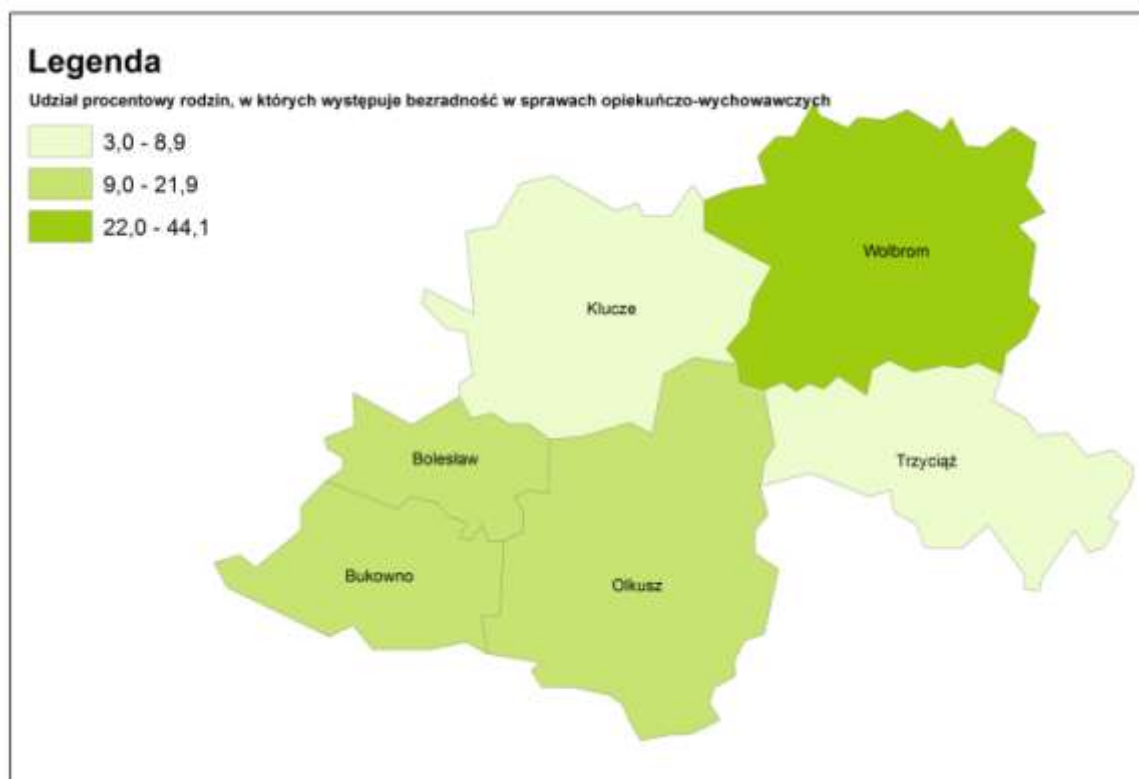 Legenda
Udział procentowy rodzin, w których występuje bezradność w sprawach opiekuńczo-wychowawczych
3,0 - 8,9
9,0 - 21,9
22,0 - 44,1
Wolbrom
Klucze
Bolesław
Trzyciąż
Bukowno
Olkusz